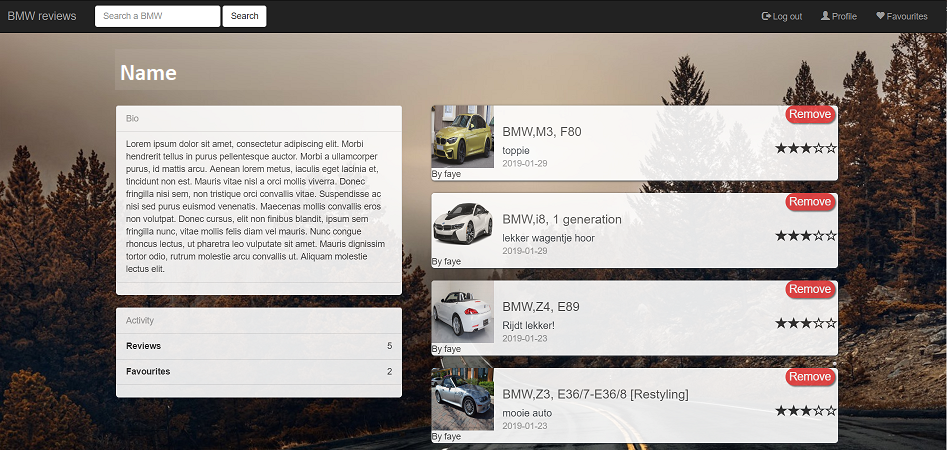 BMW reviews
Search a BMW
Search
Log out
Profile
Favourites
Name
Bio
Lorem ipsum dolor sit amet, consectetur adipiscing elit. Morbi
hendrerit tellus in purus pellentesque auctor. Morbi a ullamcorper
purus, id mattis arcu. Aenean lorem metus, iaculis eget lacinia et,
tincidunt non est. Mauris vitae nisl a orci mollis viverra. Donec
fringilla nisi sem, non tristique orci convallis vitae. Suspendisse ac
nisi sed purus euismod venenatis. Maecenas mollis convallis eros
non volutpat. Donec cursus, elit non finibus blandit, ipsum sem
fringilla nunc, vitae mollis felis diam vel mauris. Nunc congue
rhoncus lectus, ut pharetra leo vulputate sit amet. Mauris dignissim
tortor odio, rutrum molestie arcu convallis ut. Aliquam molestie
lectus elit.
Activity
Reviews 5
Favourites 2
Remove
BMW,M3, F80
toppie
2019-01-29
By faye
Remove
BMW,i8, 1 generation
lekker wagentje hoor
2019-01-29
By faye
Remove
BMW,Z4, E89
Rijdt lekker!
2019-01-23
By faye
Remove
BMW,Z3, E36/7-E36/8 [Restyling]
mooie auto
2019-01-23
By faye